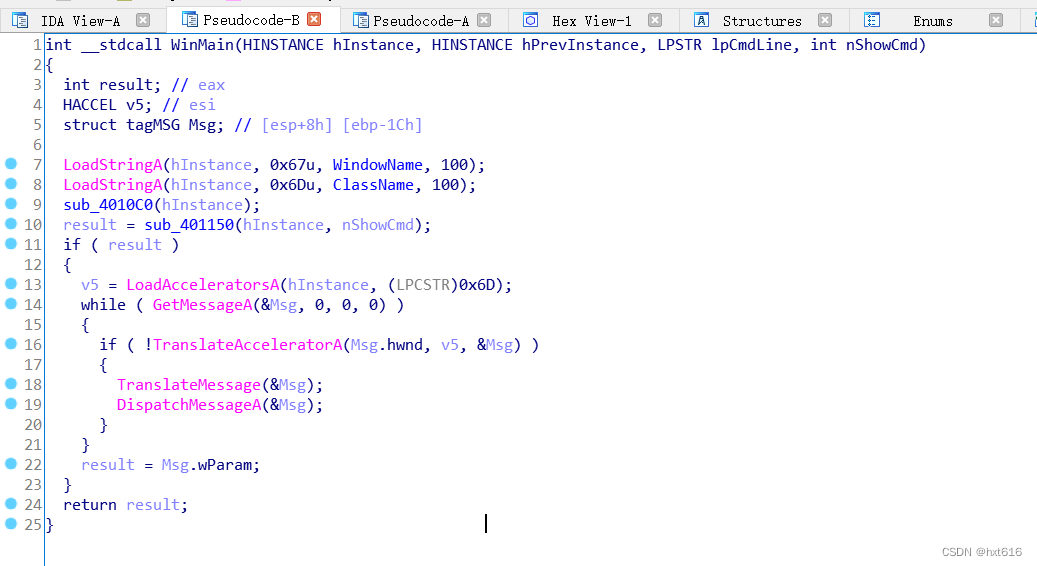 IDA View-A Pseudocode-B Pseudocode-A Hex View-1 Structures Enums
1 int __stdcall WinMain(HINSTANCE hInstance, HINSTANCE hPrevInstance, LPSTR lpCmdLine, int nShowCmd)
2 {
3   int result; // eax
4   HACCEL v5; // esi
5   struct tagMSG Msg; // [esp+8h] [ebp-1Ch]
6
7   LoadStringA(hInstance, 0x67u, WindowName, 100);
8   LoadStringA(hInstance, 0x6Du, ClassName, 100);
9   sub_4010C0(hInstance);
10   result = sub_401150(hInstance, nShowCmd);
11   if ( result )
12   {
13     v5 = LoadAcceleratorsA(hInstance, (LPCSTR)0x6D);
14     while ( GetMessageA(&Msg, 0, 0, 0) )
15     {
16       if ( !TranslateAcceleratorA(Msg.hwnd, v5, &Msg) )
17       {
18         TranslateMessage(&Msg);
19         DispatchMessageA(&Msg);
20       }
21     }
22     result = Msg.wParam;
23   }
24   return result;
25 }
CSDN @hxt616